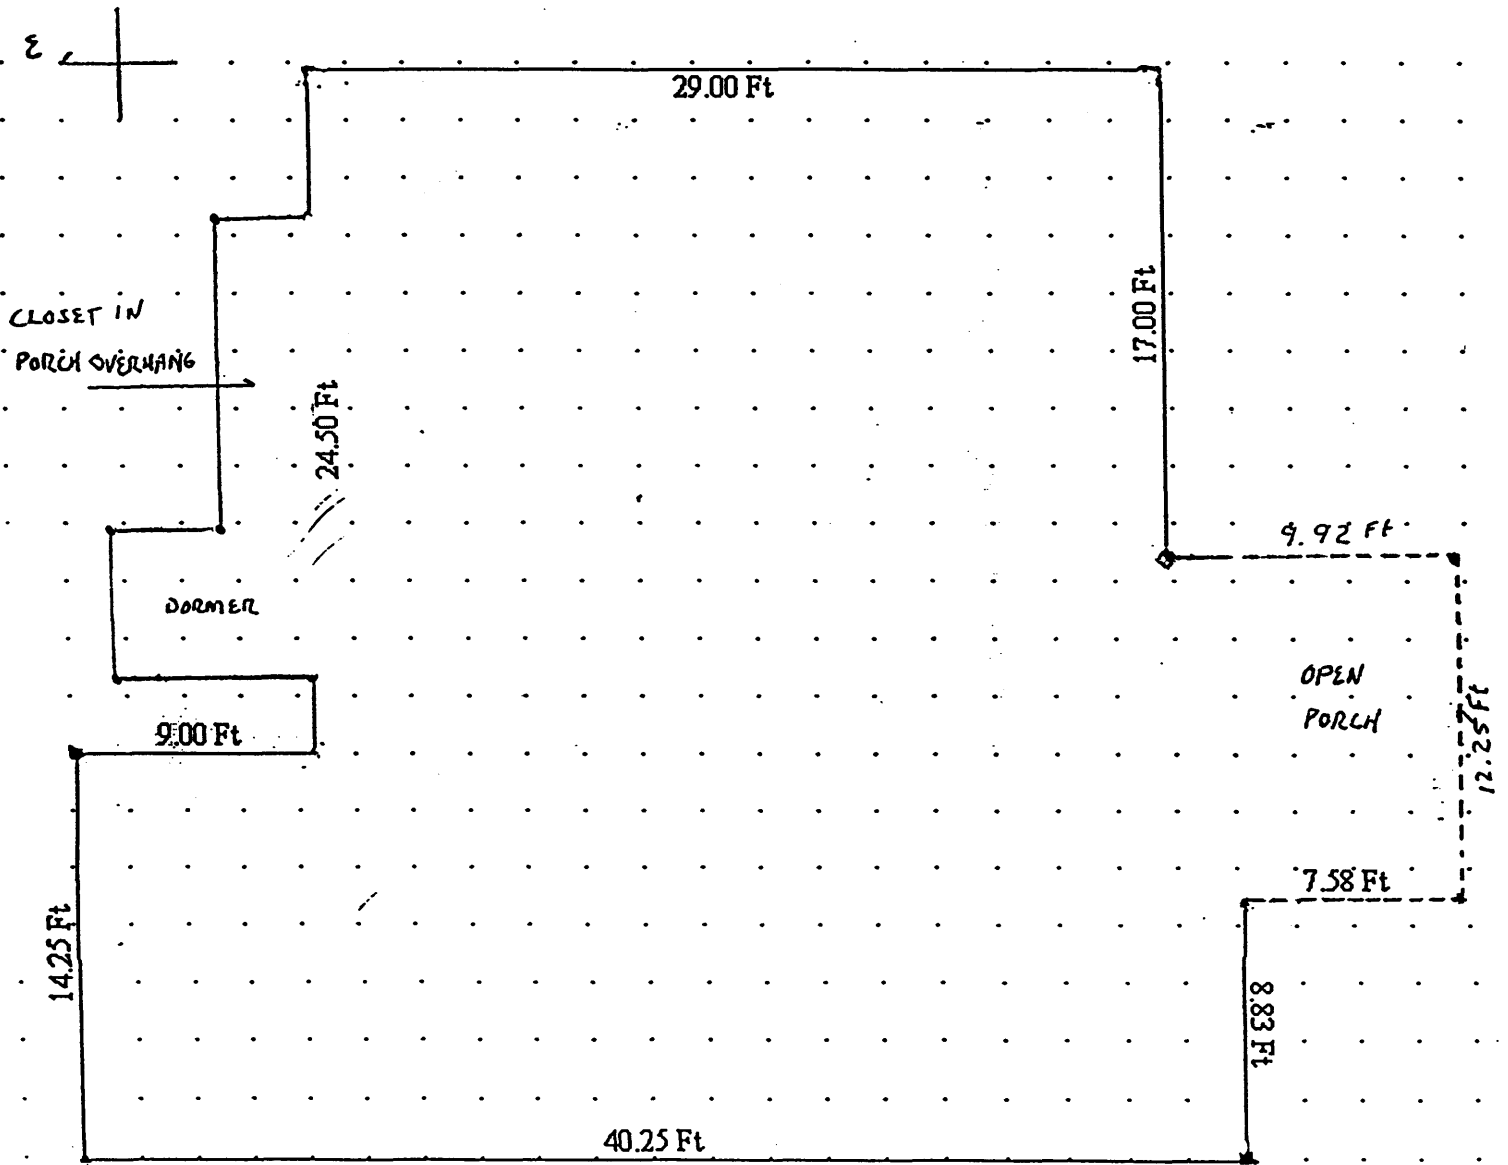 E
29.00 Ft
17.00 Ft
CLOSET IN
PORCH OVERHANG
24.50 Ft
9.92 Ft
DORMER
OPEN
PORCH
12.25 Ft
9.00 Ft
7.58 Ft
14.25 Ft
8.83 Ft
40.25 Ft